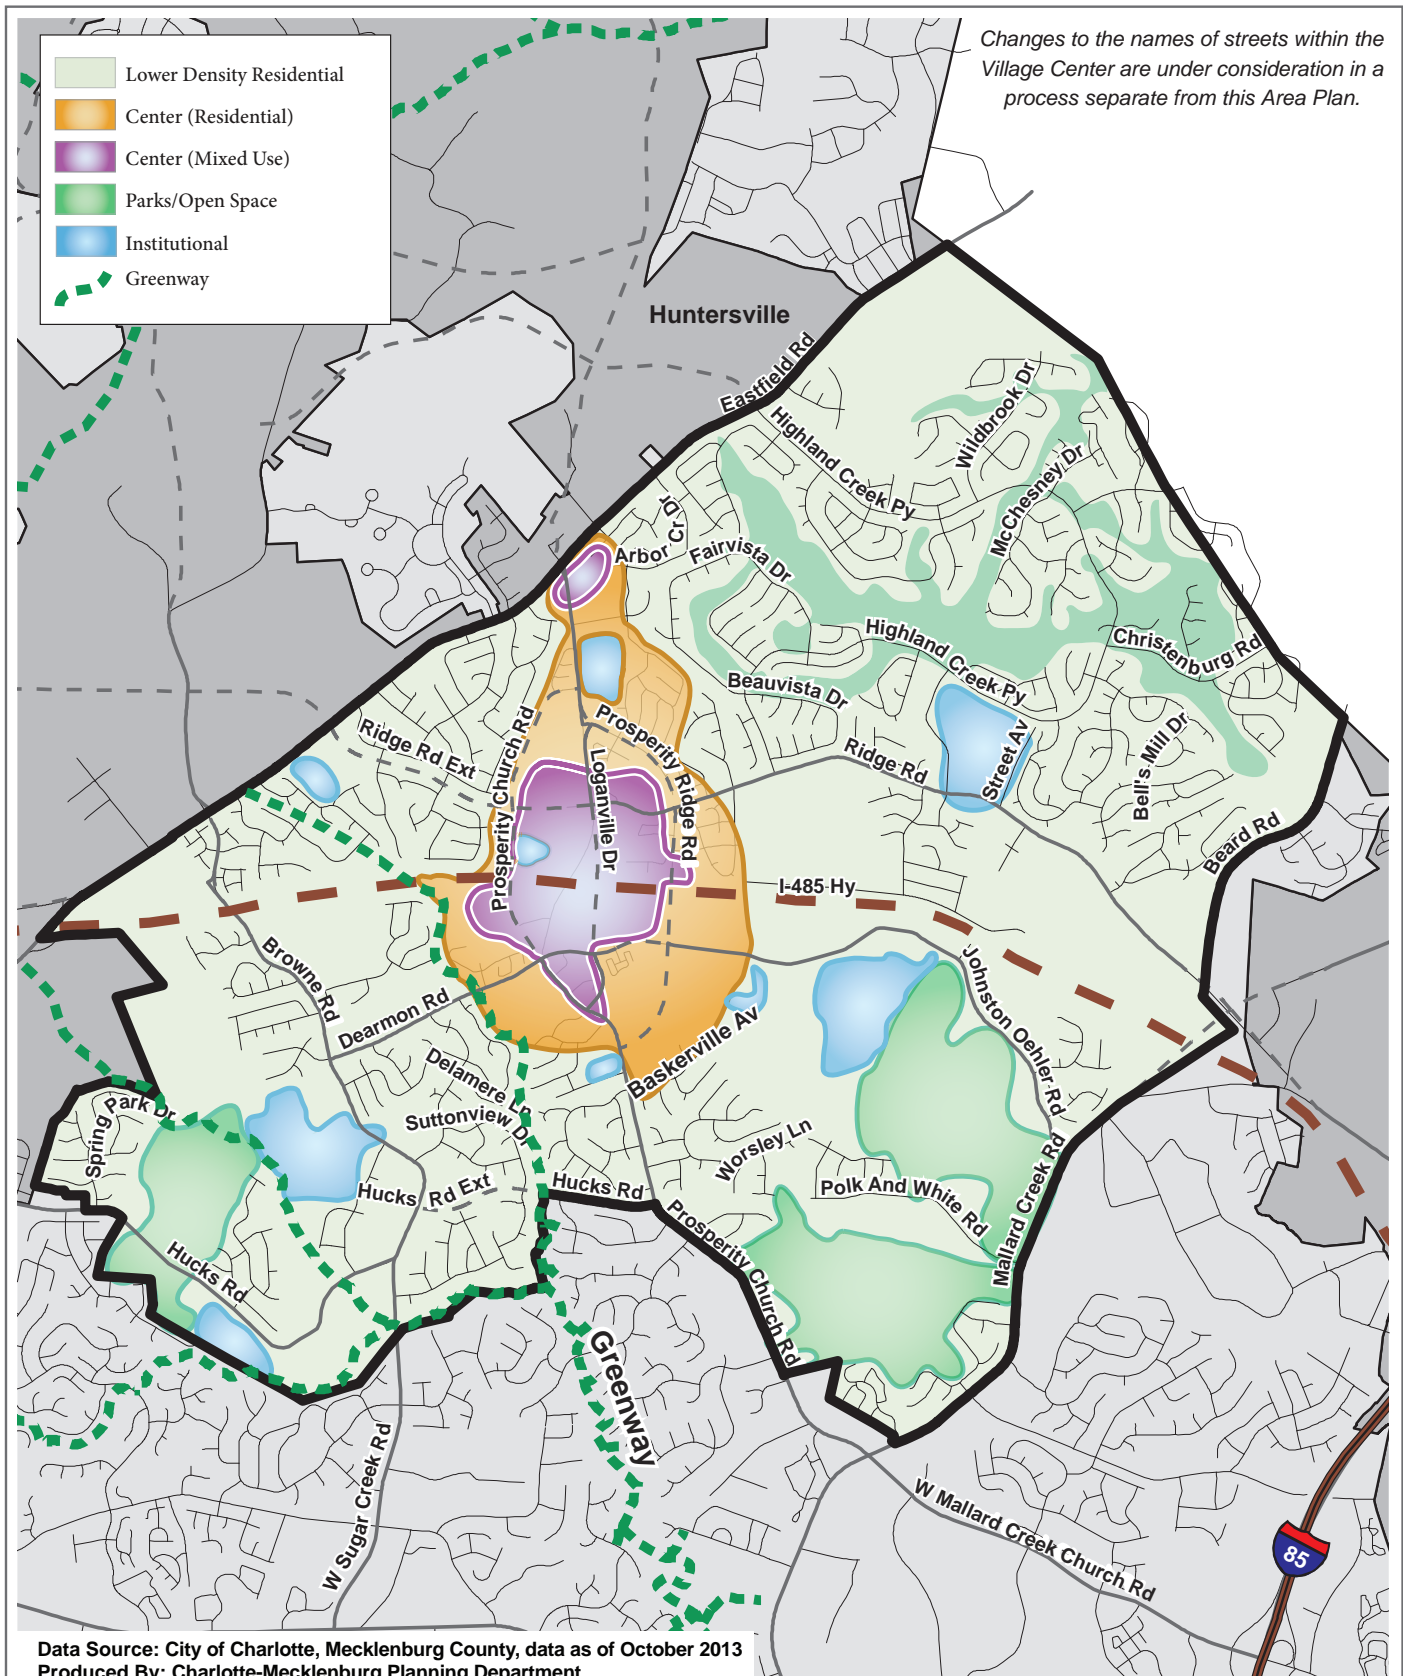 Changes to the names of streets within the
Village Center are under consideration in a
process separate from this Area Plan.
Lower Density Residential
Center (Residential)
Center (Mixed Use)
Parks/Open Space
Institutional
Greenway
Huntersville
Eastfield Rd
Highland Creek Py
Wildbrook Dr
McChesney Dr
Arbor Cr Dr
Fairvista Dr
Highland Creek Py
Christenburg Rd
Beauvista Dr
Prosperity Church Rd
Prosperity Ridge Rd
Ridge Rd Ext
Loganville Dr
Ridge Rd
Street Av
Bell's Mill Dr
Beard Rd
I-485 Hy
Browne Rd
Dearmon Rd
Johnston Oehler Rd
Baskerville Av
Delamere Ln
Suttonview Dr
Spring Park Dr
Worsley Ln
Hucks Rd Ext
Hucks Rd
Polk And White Rd
Mallard Creek Rd
Prosperity Church Rd
Hucks Rd
Greenway
W Sugar Creek Rd
W Mallard Creek Church Rd
85
Data Source: City of Charlotte, Mecklenburg County, data as of October 2013
Produced By: Charlotte-Mecklenburg Planning Department